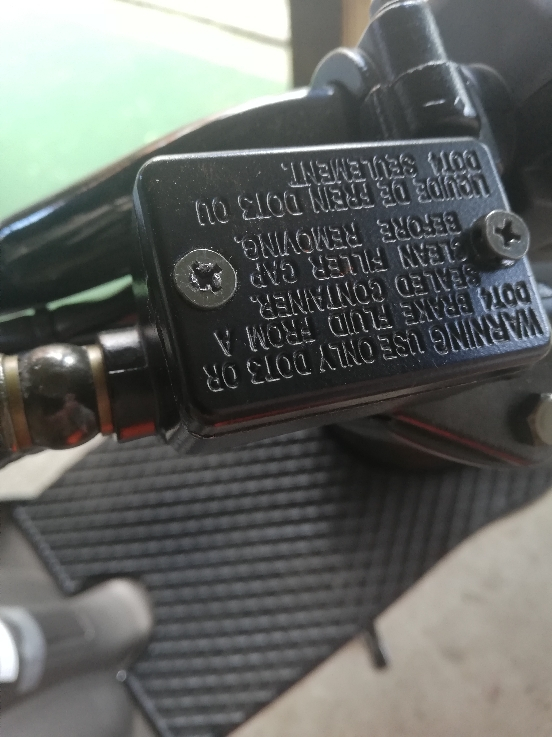 WARNING USE ONLY DOT3 OR
DOT4 BRAKE FLUID FROM A
SEALED CONTAINER.
CLEAN FILLER CAP
BEFORE REMOVING.
LIQUIDE DE FREIN DOT3 OU
DOT4 SEULEMENT.